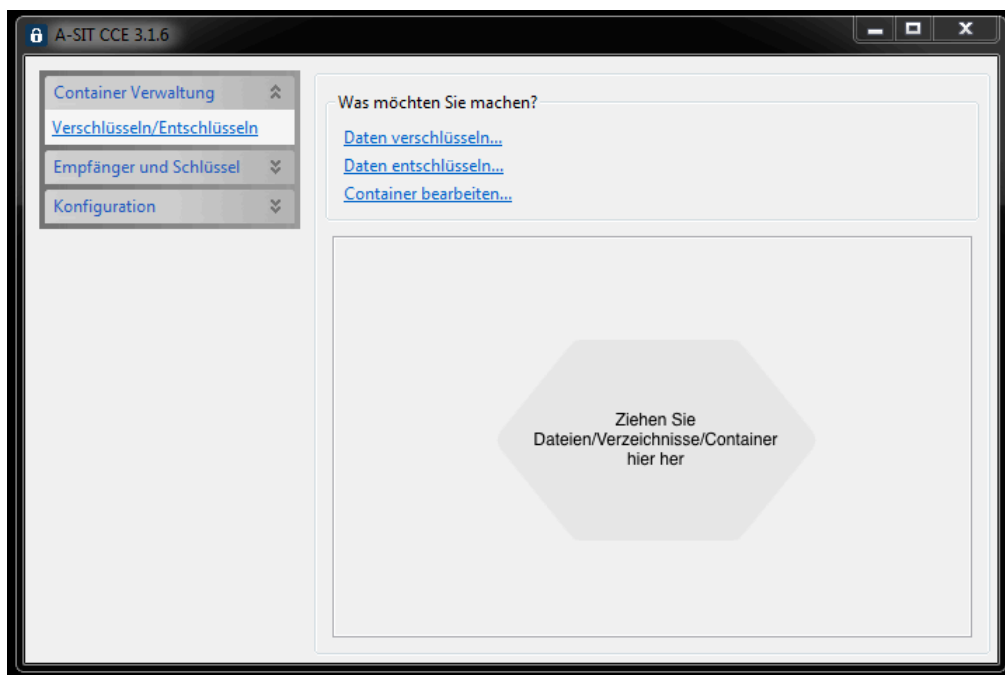 A-SIT CCE 3.1.6
Container Verwaltung
Verschlüsseln/Entschlüsseln
Empfänger und Schlüssel
Konfiguration
Was möchten Sie machen?
Daten verschlüsseln...
Daten entschlüsseln...
Container bearbeiten...
Ziehen Sie
Dateien/Verzeichnisse/Container
hier her